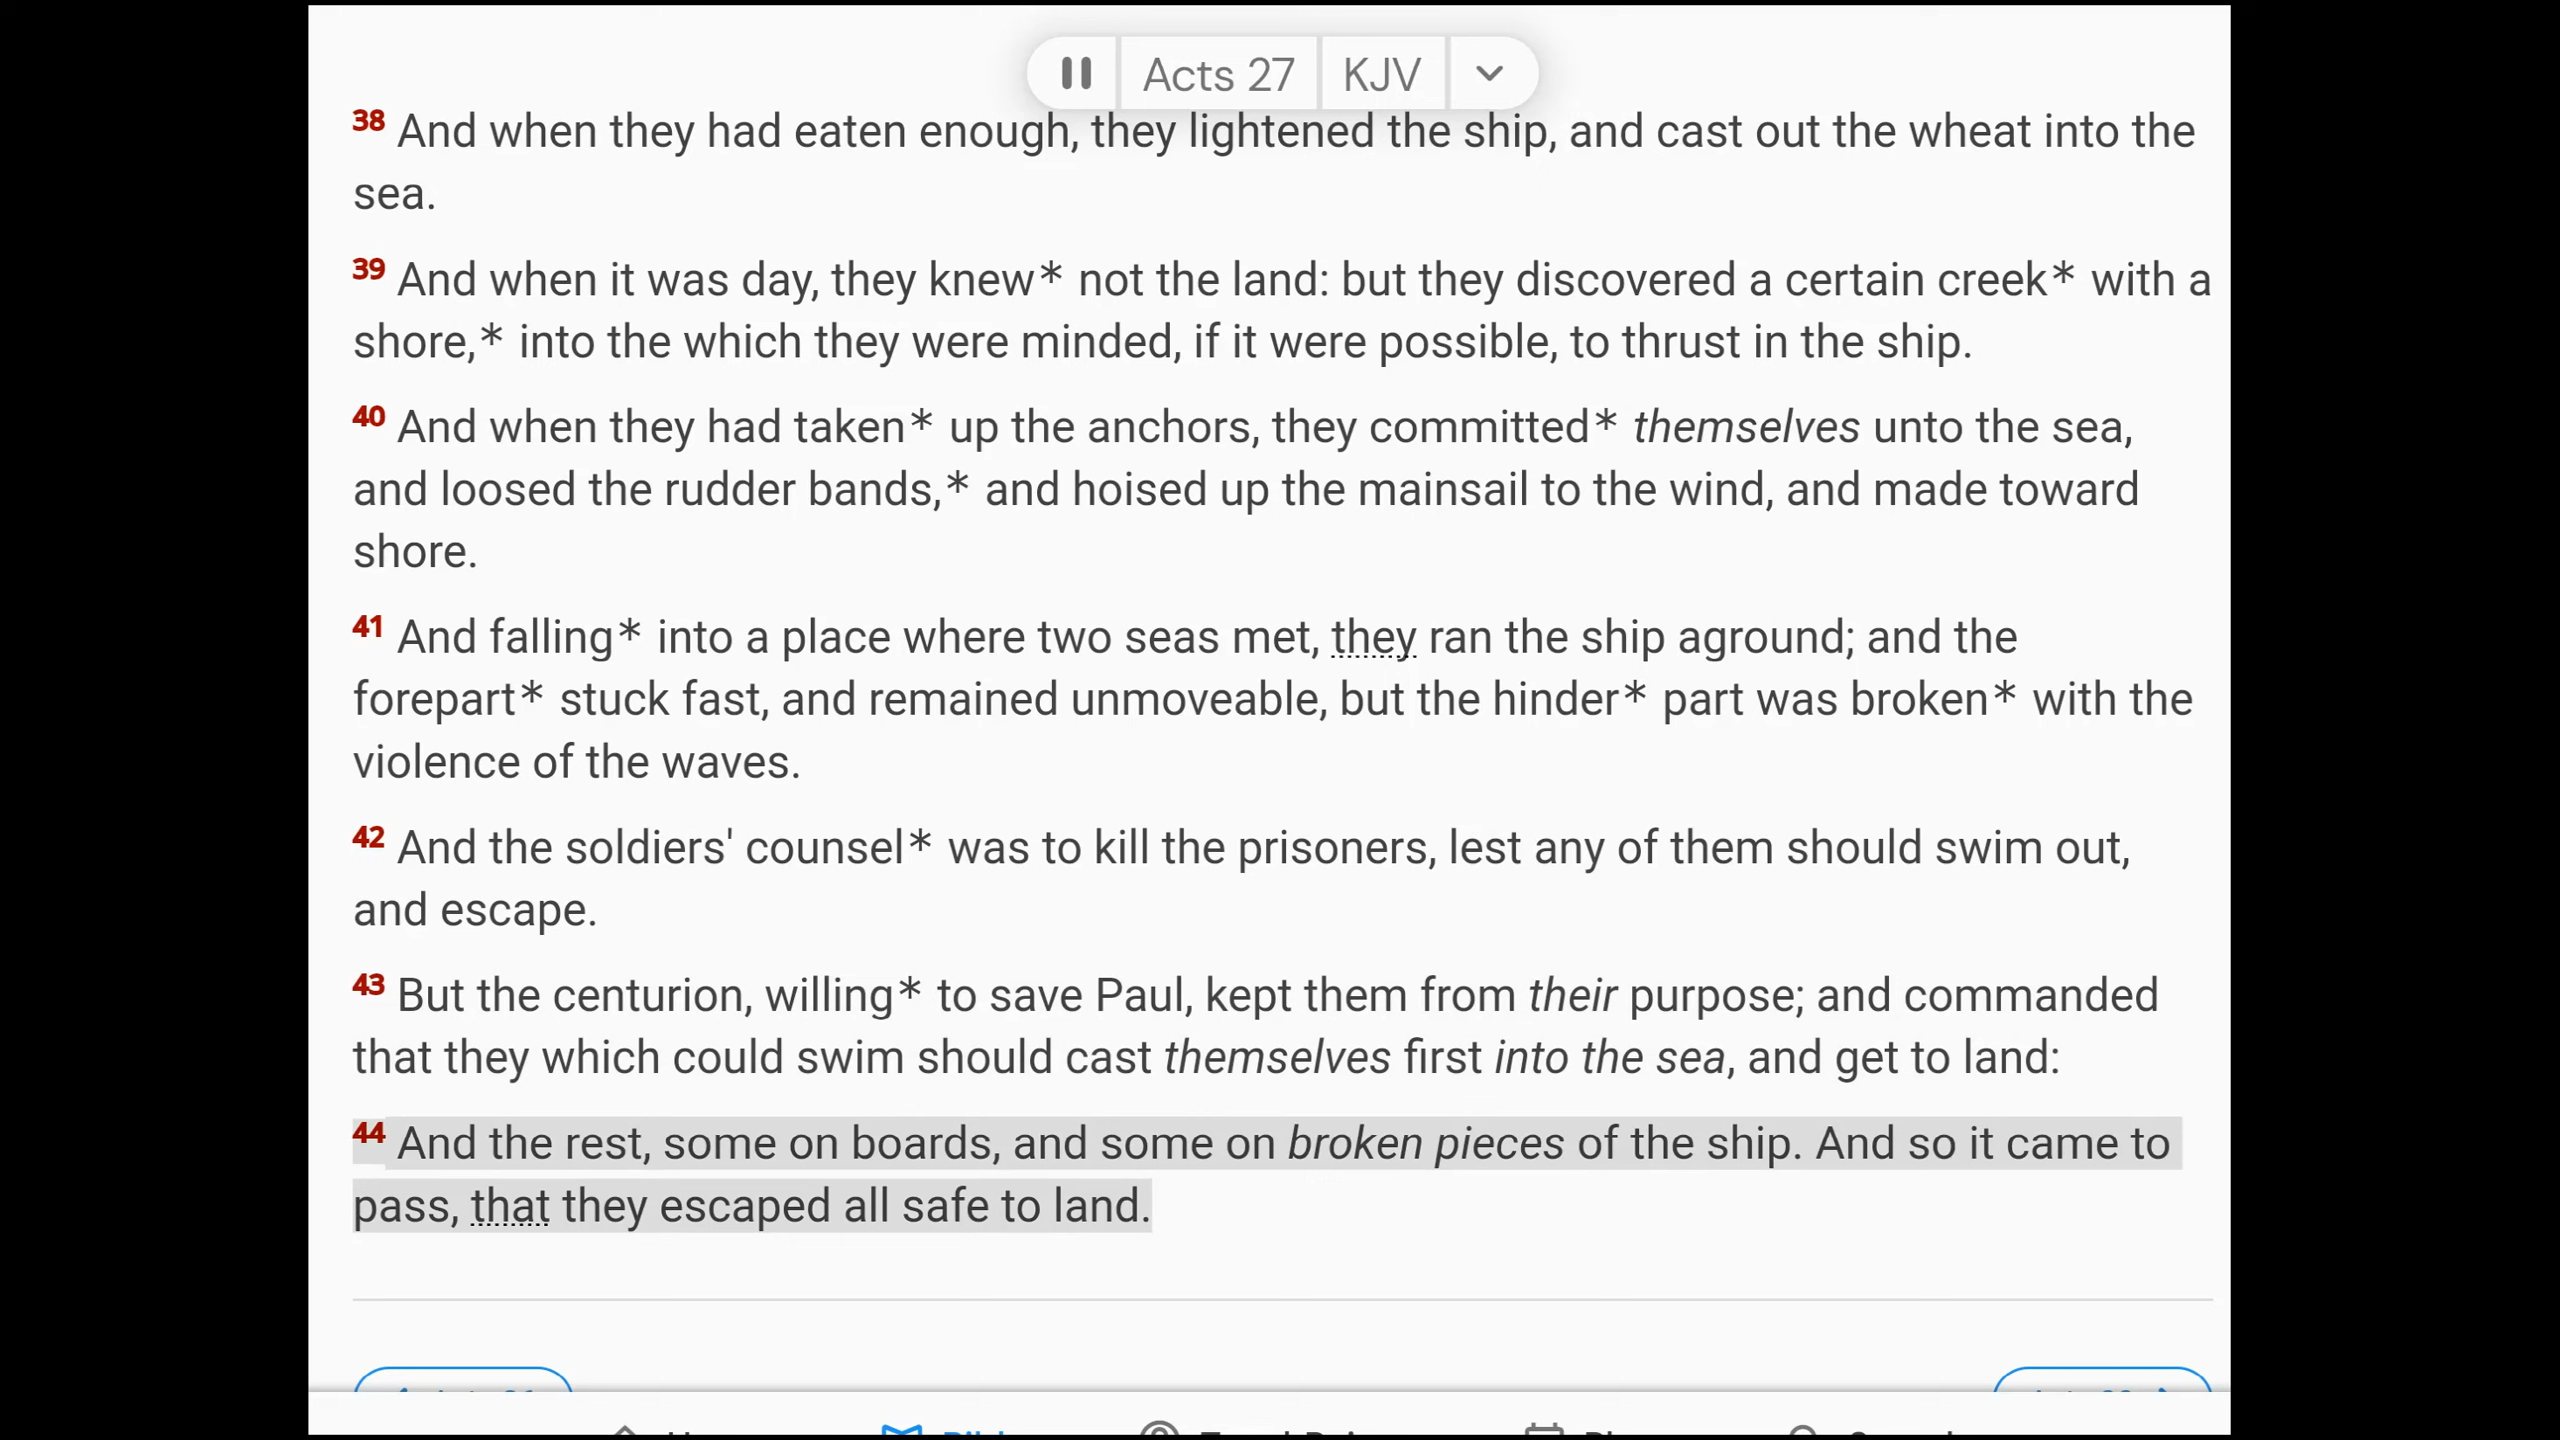 Acts 27 KJV
38 And when they had eaten enough, they lightened the ship, and cast out the wheat into the
sea.
39 And when it was day, they knew* not the land: but they discovered a certain creek* with a
shore,* into the which they were minded, if it were possible, to thrust in the ship.
40 And when they had taken* up the anchors, they committed* themselves unto the sea,
and loosed the rudder bands,* and hoised up the mainsail to the wind, and made toward
shore.
41 And falling* into a place where two seas met, they ran the ship aground; and the
forepart* stuck fast, and remained unmoveable, but the hinder* part was broken* with the
violence of the waves.
42 And the soldiers' counsel* was to kill the prisoners, lest any of them should swim out,
and escape.
43 But the centurion, willing* to save Paul, kept them from their purpose; and commanded
that they which could swim should cast themselves first into the sea, and get to land:
44 And the rest, some on boards, and some on broken pieces of the ship. And so it came to
pass, that they escaped all safe to land.